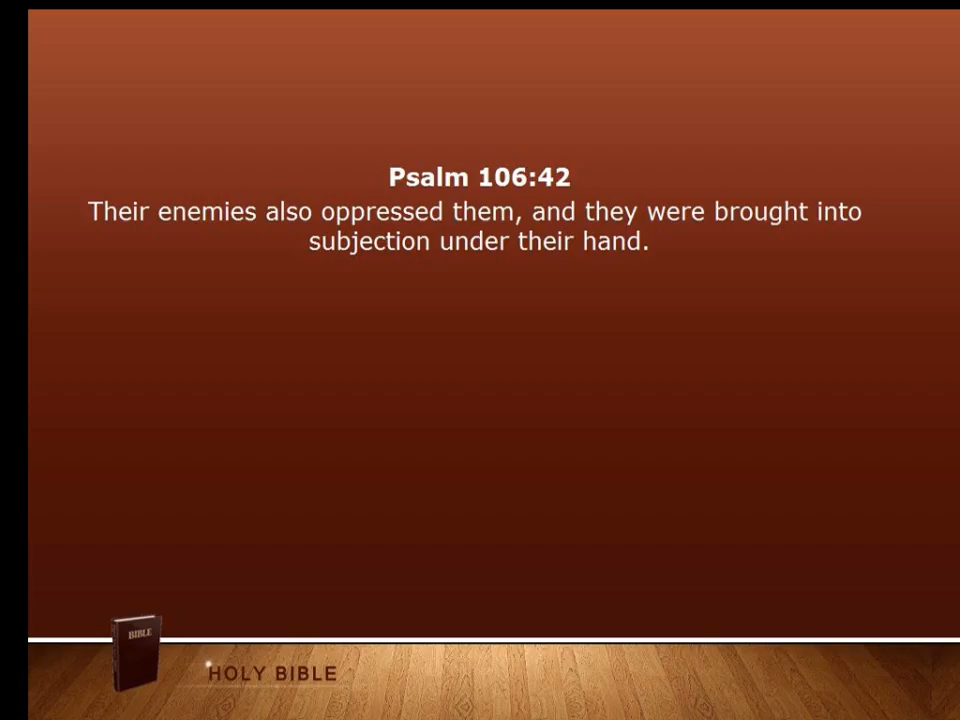 Psalm 106:42
Their enemies also oppressed them, and they were brought into
subjection under their hand.
BIBLE
HOLY BIBLE